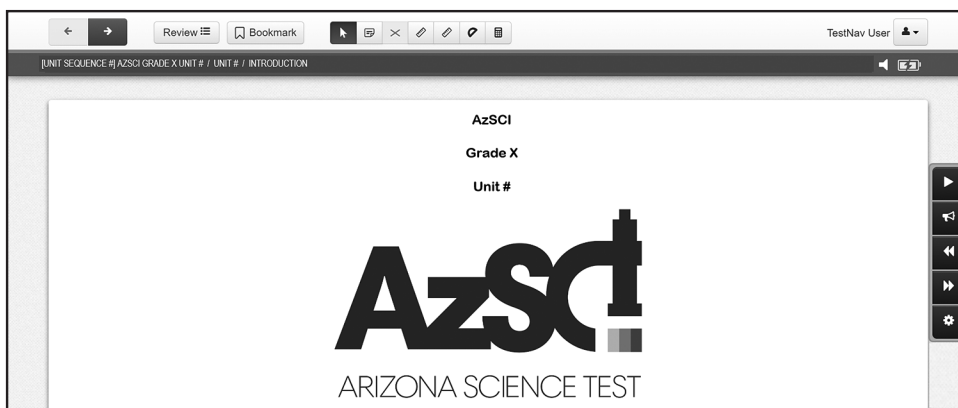 Review Bookmark TestNav User
[UNIT SEQUENCE #] AZSCI GRADE X UNIT # / UNIT # / INTRODUCTION
AzSCI
Grade X
Unit #
AzSCI
ARIZONA SCIENCE TEST